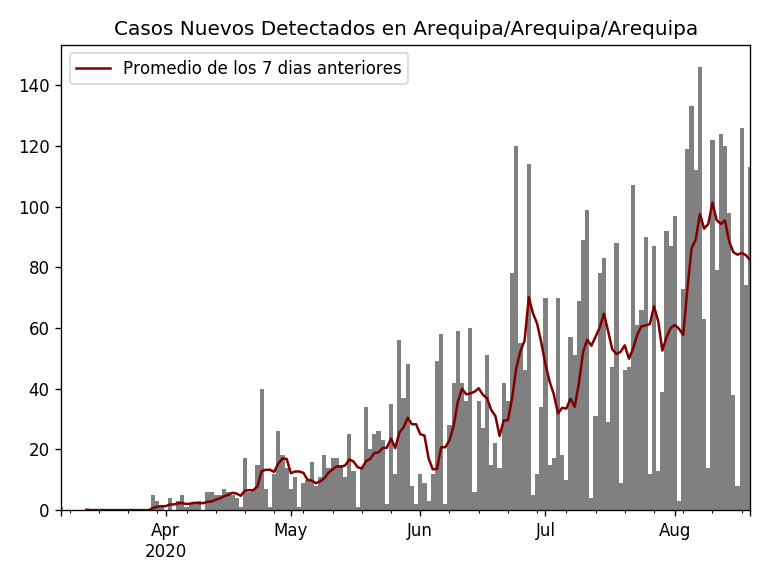 Casos Nuevos Detectados en Arequipa/Arequipa/Arequipa
Promedio de los 7 dias anteriores
140
120
100
80
60
40
20
0
Apr
2020
May
Jun
Jul
Aug